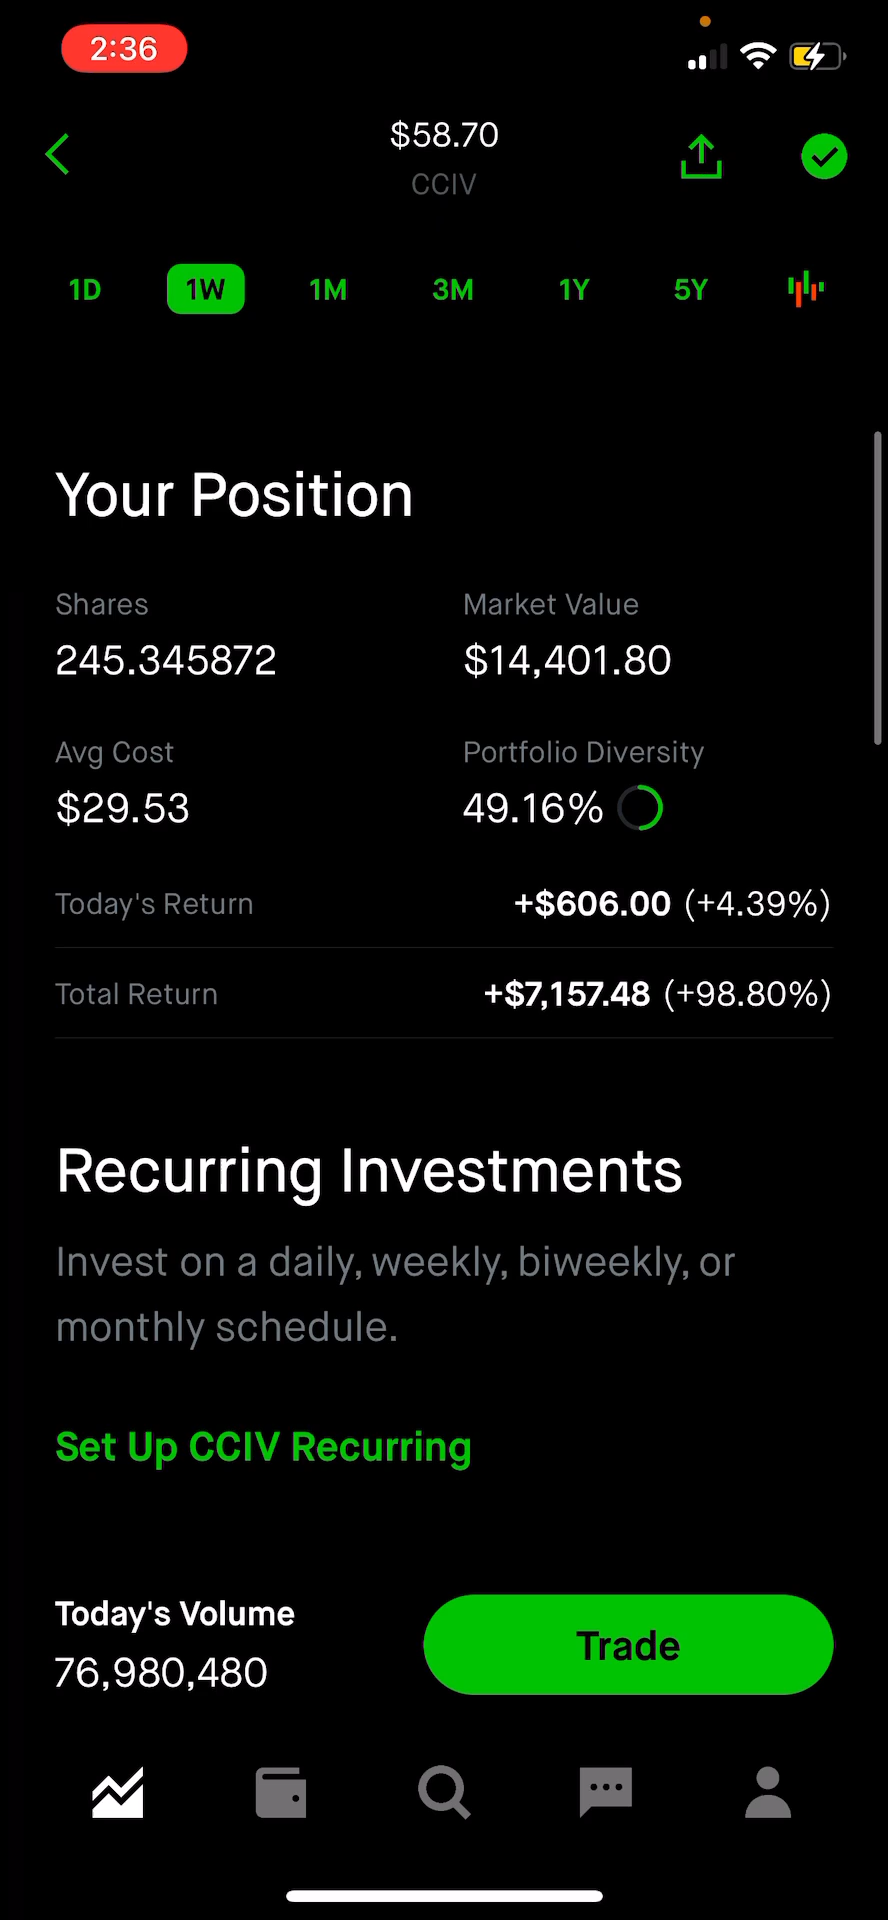 2:36
$58.70
CCIV
1D 1W 1M 3M 1Y 5Y
Your Position
Shares Market Value
245.345872 $14,401.80
Avg Cost Portfolio Diversity
$29.53 49.16%
Today's Return +$606.00 (+4.39%)
Total Return +$7,157.48 (+98.80%)
Recurring Investments
Invest on a daily, weekly, biweekly, or
monthly schedule.
Set Up CCIV Recurring
Today's Volume
76,980,480
Trade